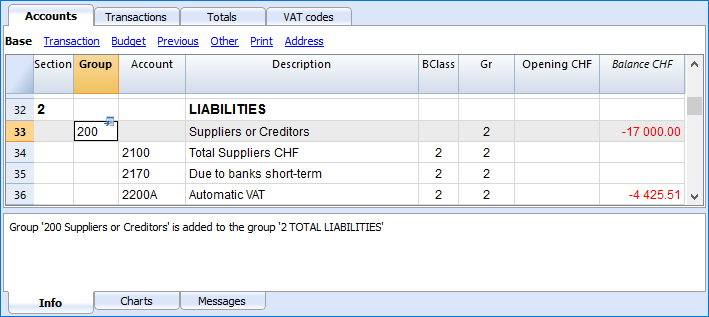 Accounts Transactions Totals VAT codes
Base Transaction Budget Previous Other Print Address
Section Group Account Description BClass Gr Opening CHF Balance CHF
32 2 LIABILITIES
33 200 Suppliers or Creditors 2 -17 000.00
34 2100 Total Suppliers CHF 2 2
35 2170 Due to banks short-term 2 2
36 2200A Automatic VAT 2 2 -4 425.51
Group '200 Suppliers or Creditors' is added to the group '2 TOTAL LIABILITIES'
Info Charts Messages